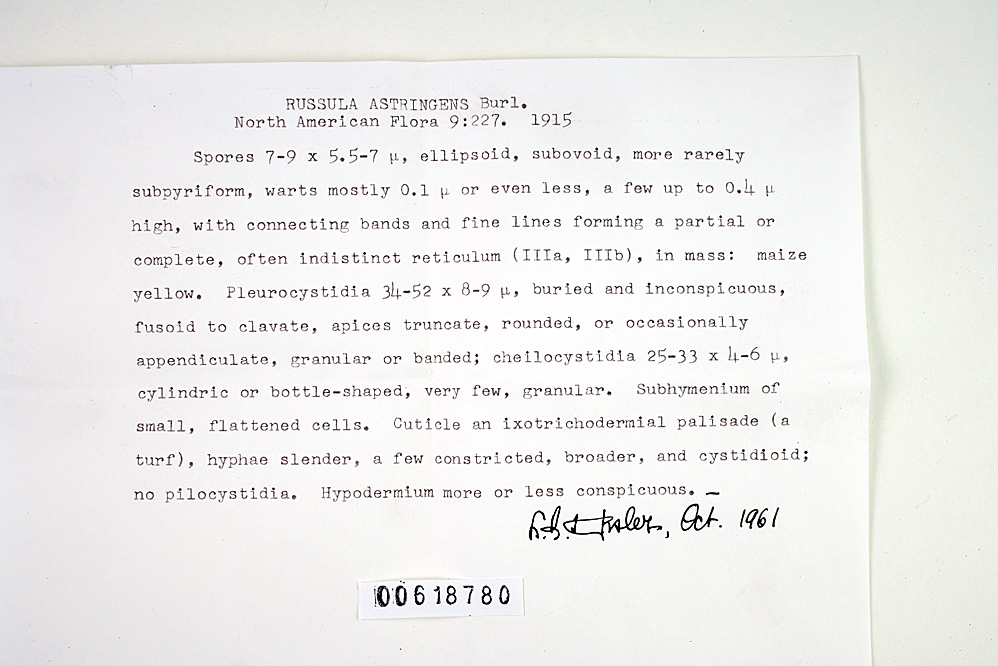 RUSSULA ASTRINGENS Burl.
North American Flora 9:227. 1915
Spores 7-9 x 5.5-7 µ, ellipsoid, subovoid, more rarely
subpyriform, warts mostly 0.1 µ or even less, a few up to 0.4 µ
high, with connecting bands and fine lines forming a partial or
complete, often indistinct reticulum (IIIa, IIIb), in mass: maize
yellow. Pleurocystidia 34-52 x 8-9 µ, buried and inconspicuous,
fusoid to clavate, apices truncate, rounded, or occasionally
appendiculate, granular or banded; cheilocystidia 25-33 x 4-6 µ,
cylindric or bottle-shaped, very few, granular. Subhymenium of
small, flattened cells. Cuticle an ixotrichodermial palisade (a
turf), hyphae slender, a few constricted, broader, and cystidioid;
no pilocystidia. Hypodermium more or less conspicuous. —
Oct. 1961
00618780